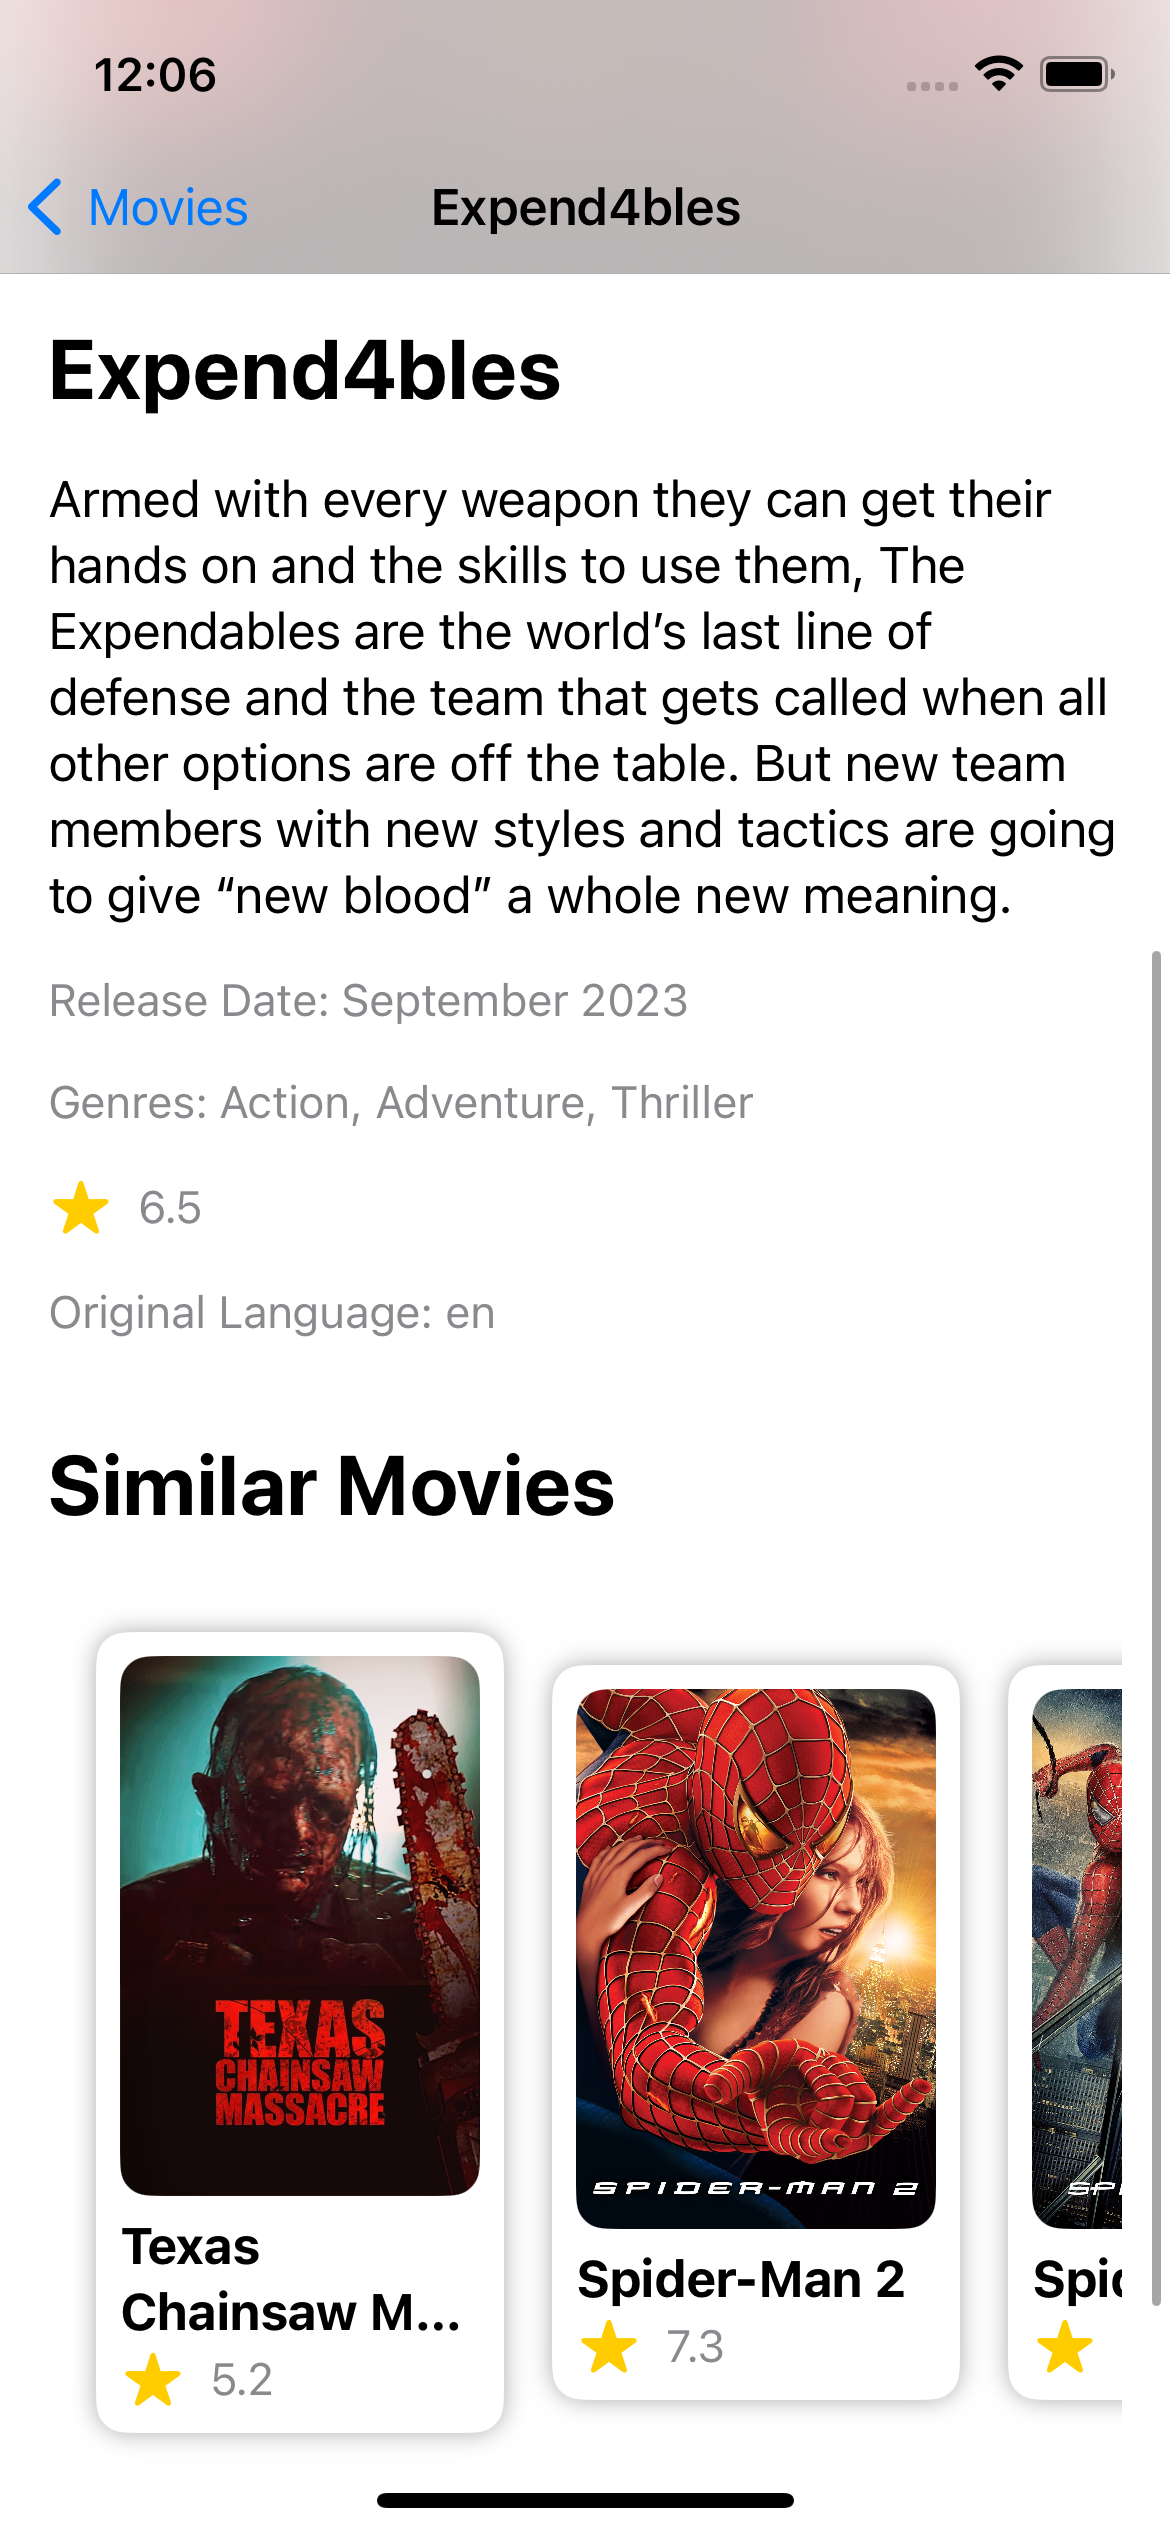 12:06
Movies
Expend4bles
Expend4bles
Armed with every weapon they can get their
hands on and the skills to use them, The
Expendables are the world’s last line of
defense and the team that gets called when all
other options are off the table. But new team
members with new styles and tactics are going
to give “new blood” a whole new meaning.
Release Date: September 2023
Genres: Action, Adventure, Thriller
6.5
Original Language: en
Similar Movies
TEXAS
CHAINSAW
MASSACRE
Texas
Chainsaw M...
5.2
SPIDER-MAN 2
Spider-Man 2
7.3